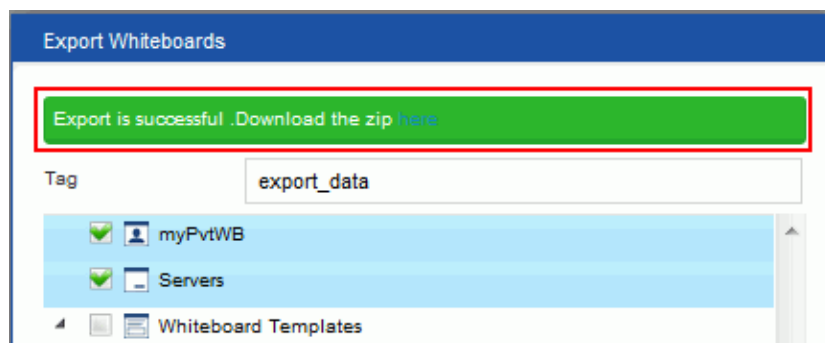 Export Whiteboards
Export is successful .Download the zip here
Tag export_data
myPvtWB
Servers
Whiteboard Templates